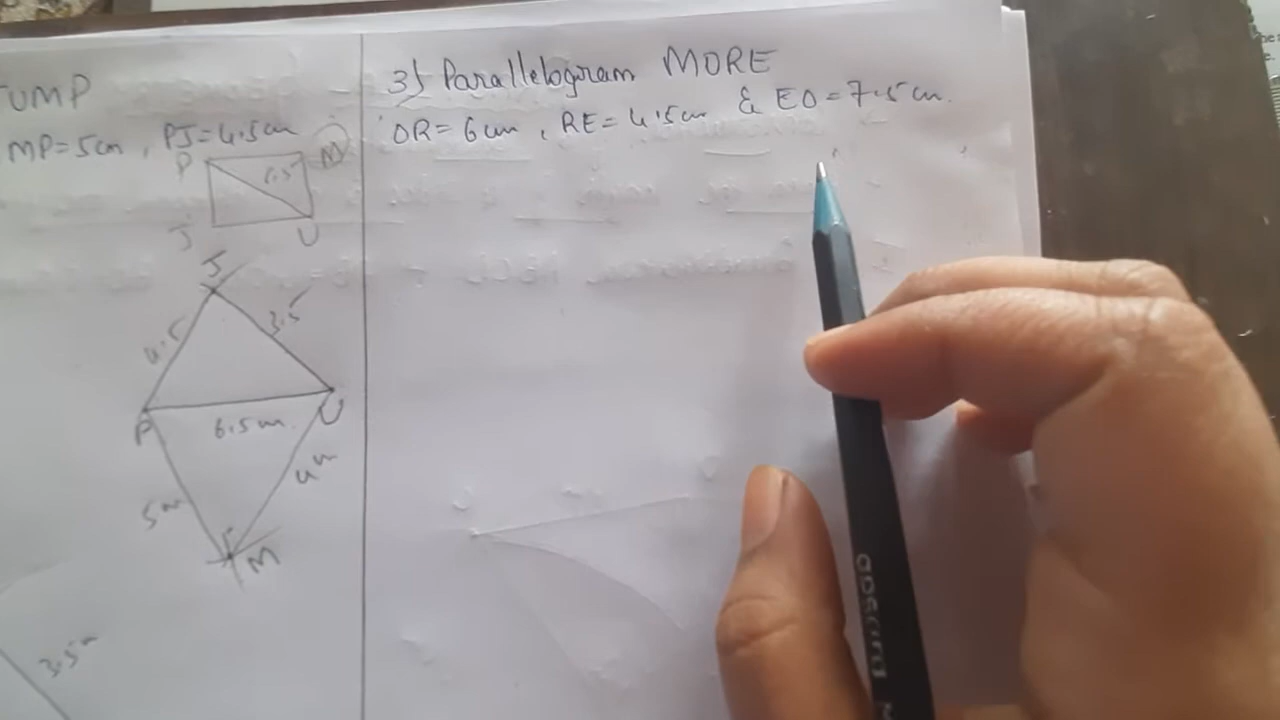 JUMP
MP=5cm, PJ=4.5cm
P M
6.5
J U
J
4.5 3.5
P 6.5cm U
5cm 4cm
M
3.5cm
3) Parallelogram MORE
OR=6cm, RE=4.5cm & EO=7.5cm.